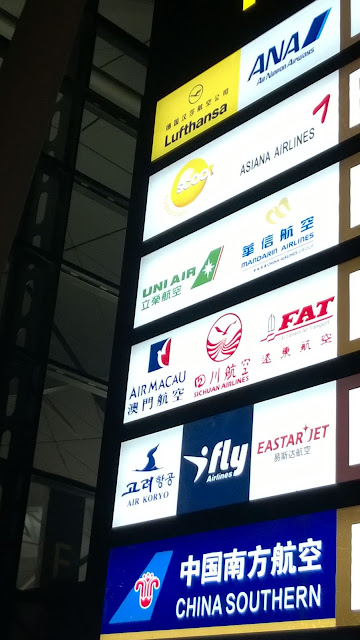 德国汉莎航空公司
Lufthansa
ANA
All Nippon Airways
scoot
ASIANA AIRLINES
UNI AIR
立榮航空
華信航空
MANDARIN AIRLINES
AIR MACAU
澳門航空
四川航空
SICHUAN AIRLINES
FAT
遠東航空
고려항공
AIR KORYO
ifly
Airlines
EASTAR JET
易斯达航空
中国南方航空
CHINA SOUTHERN
F